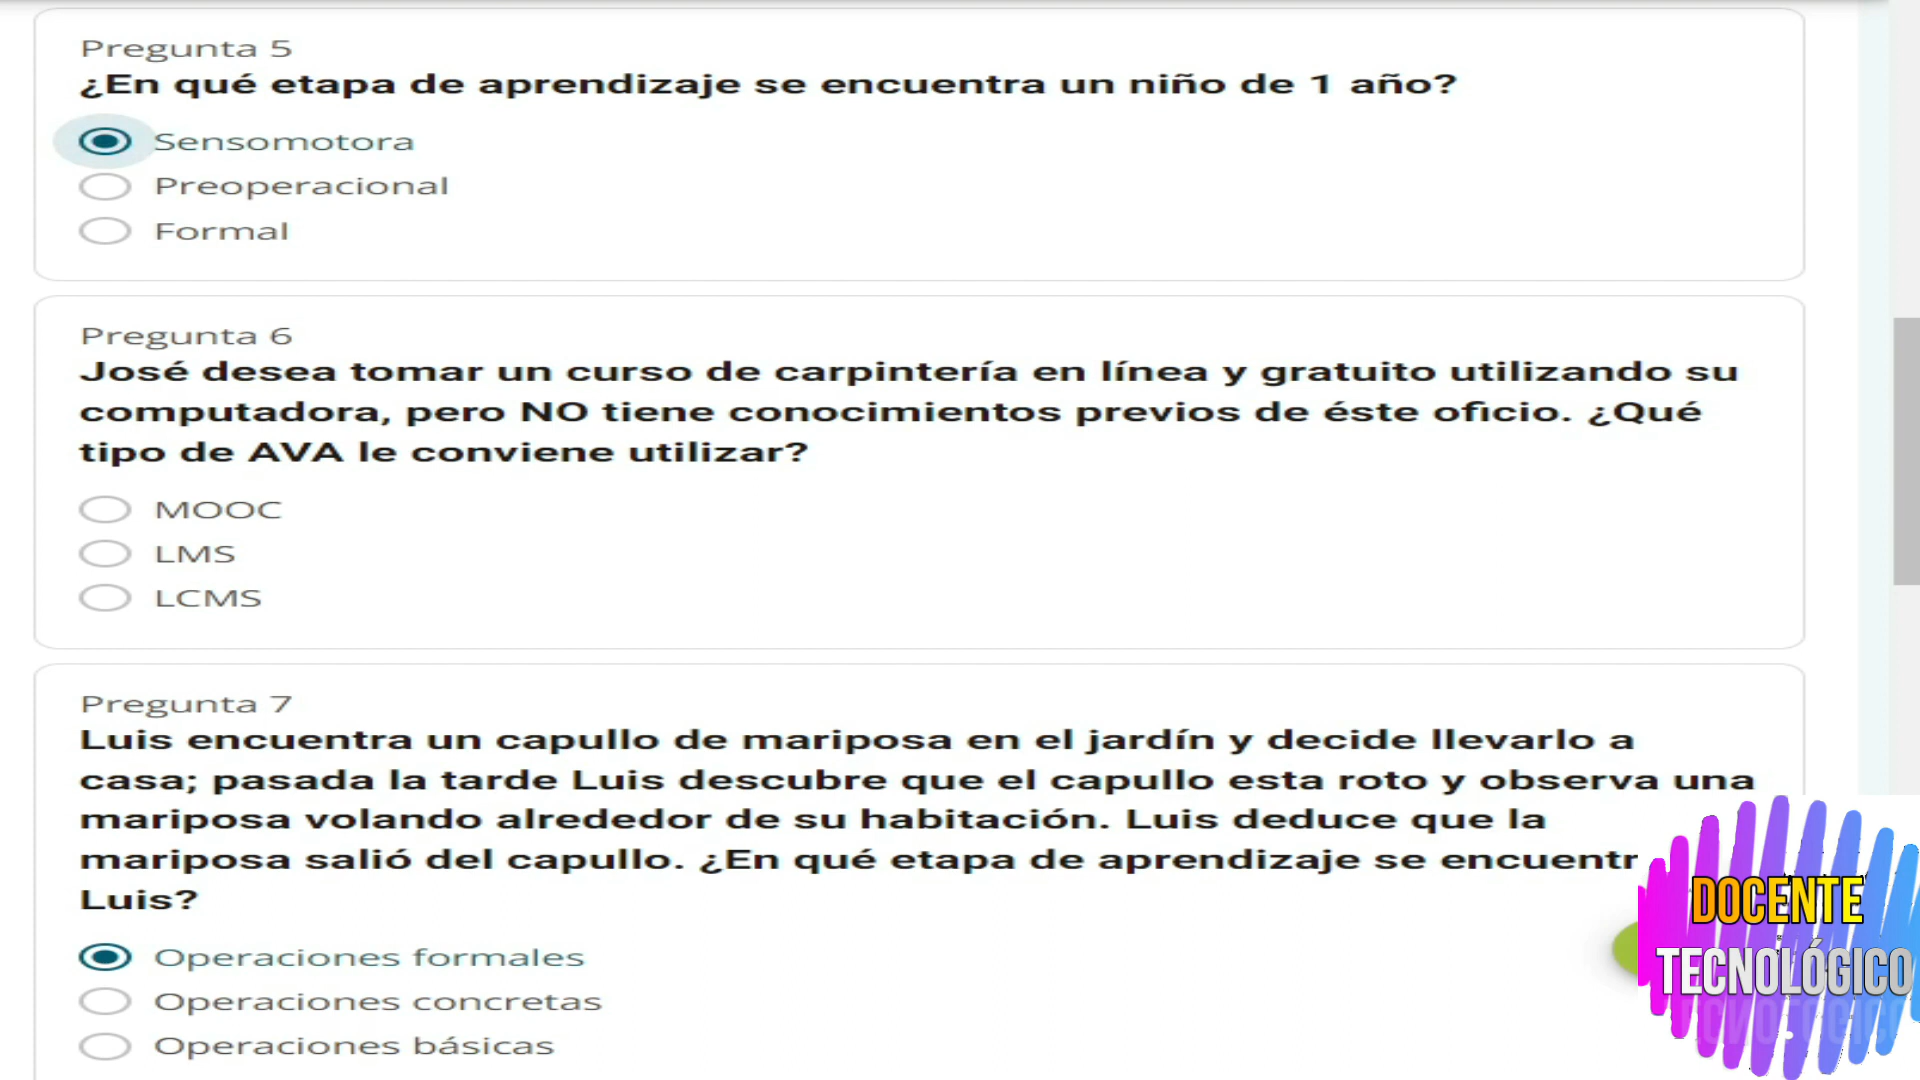 Pregunta 5
¿En qué etapa de aprendizaje se encuentra un niño de 1 año?
Sensomotora
Preoperacional
Formal
Pregunta 6
José desea tomar un curso de carpintería en línea y gratuito utilizando su
computadora, pero NO tiene conocimientos previos de éste oficio. ¿Qué
tipo de AVA le conviene utilizar?
MOOC
LMS
LCMS
Pregunta 7
Luis encuentra un capullo de mariposa en el jardín y decide llevarlo a
casa; pasada la tarde Luis descubre que el capullo esta roto y observa una
mariposa volando alrededor de su habitación. Luis deduce que la
mariposa salió del capullo. ¿En qué etapa de aprendizaje se encuentr
Luis?
Operaciones formales
Operaciones concretas
Operaciones básicas
DOCENTE
TECNOLÓGICO